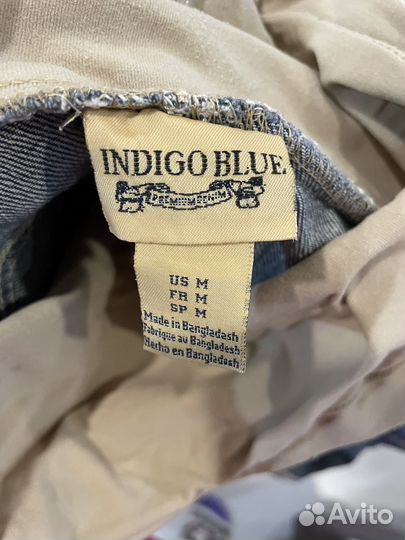 INDIGO BLUE
PREMIUM DENIM
US M
FR M
SP M
Made in Bangladesh
Fabrique au Bangladesh
Hecho en Bangladesh
Avito